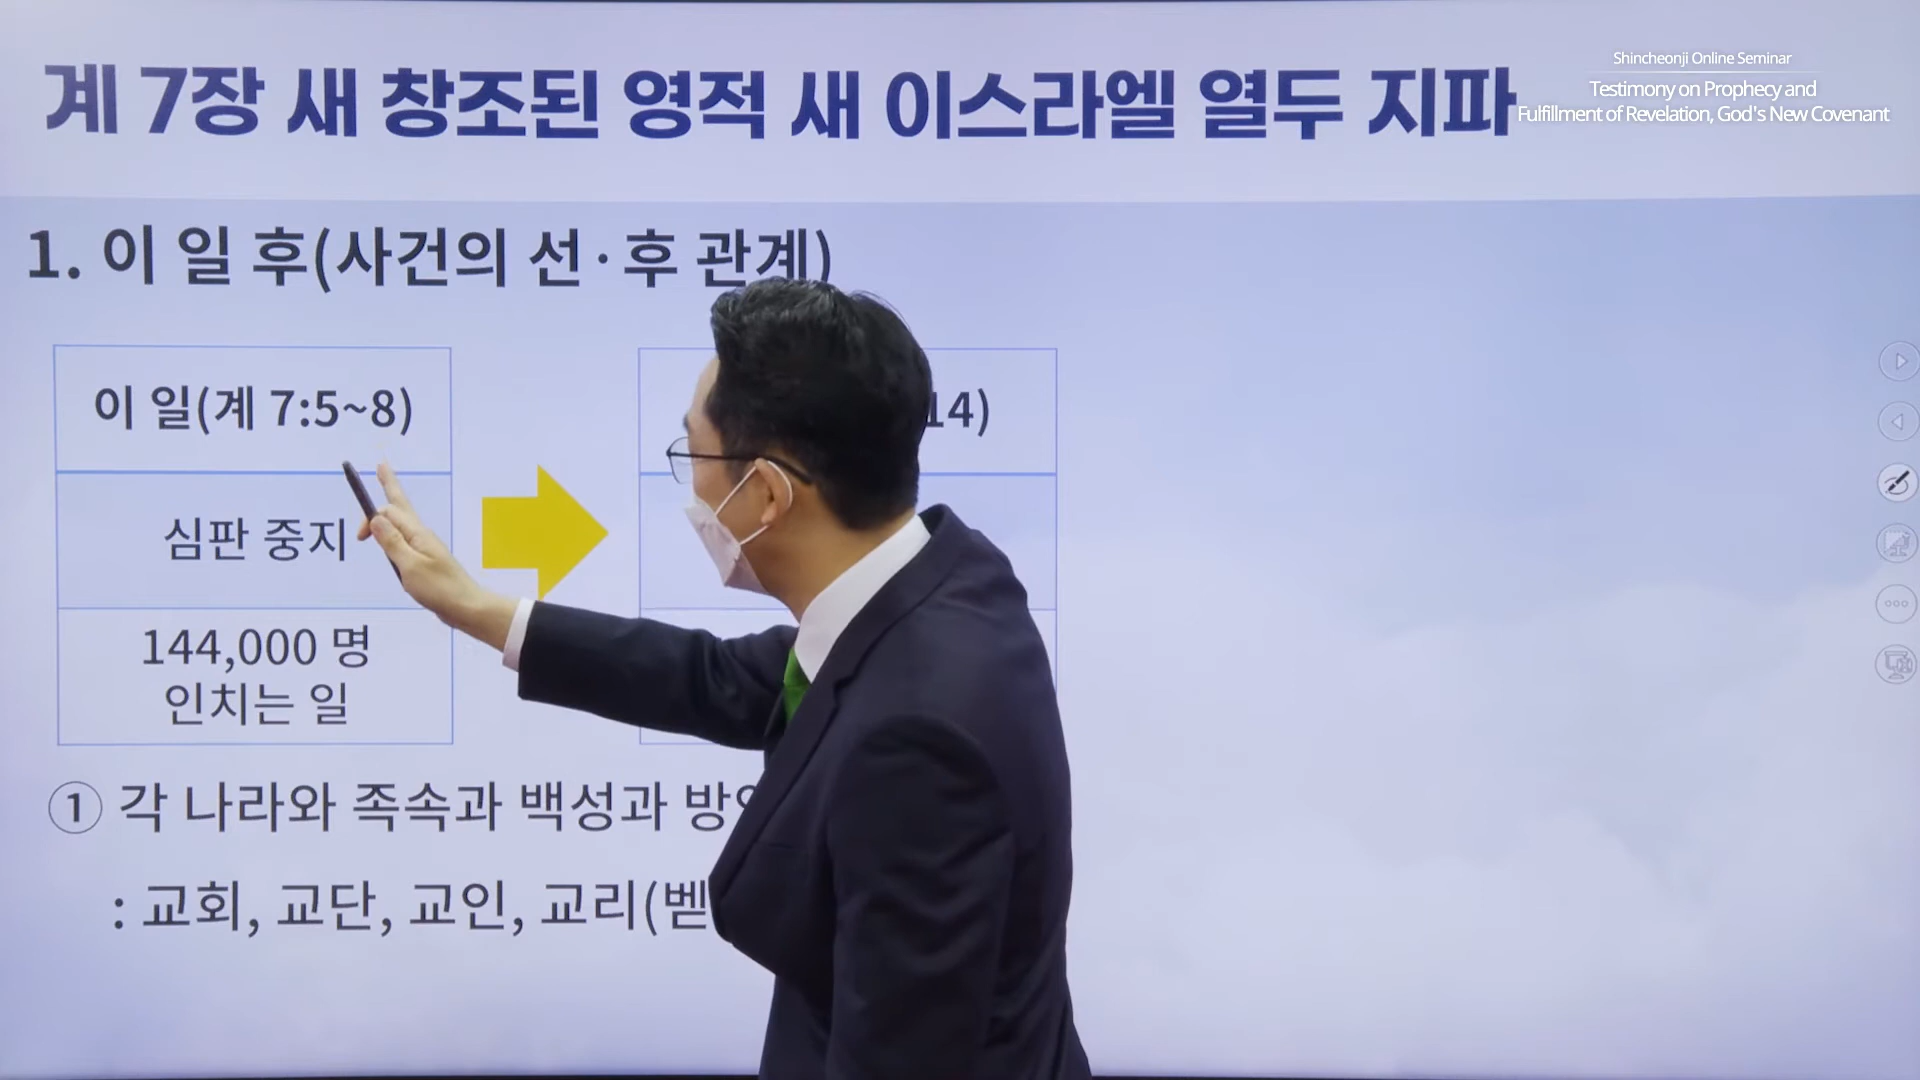 계 7장 새 창조된 영적 새 이스라엘 열두 지파
Shincheonji Online Seminar
Testimony on Prophecy and
Fulfillment of Revelation, God's New Covenant
1. 이 일 후(사건의 선·후 관계)
이 일(계 7:5~8)
14)
심판 중지
144,000 명
인치는 일
① 각 나라와 족속과 백성과
: 교회, 교단, 교인, 교리(벧